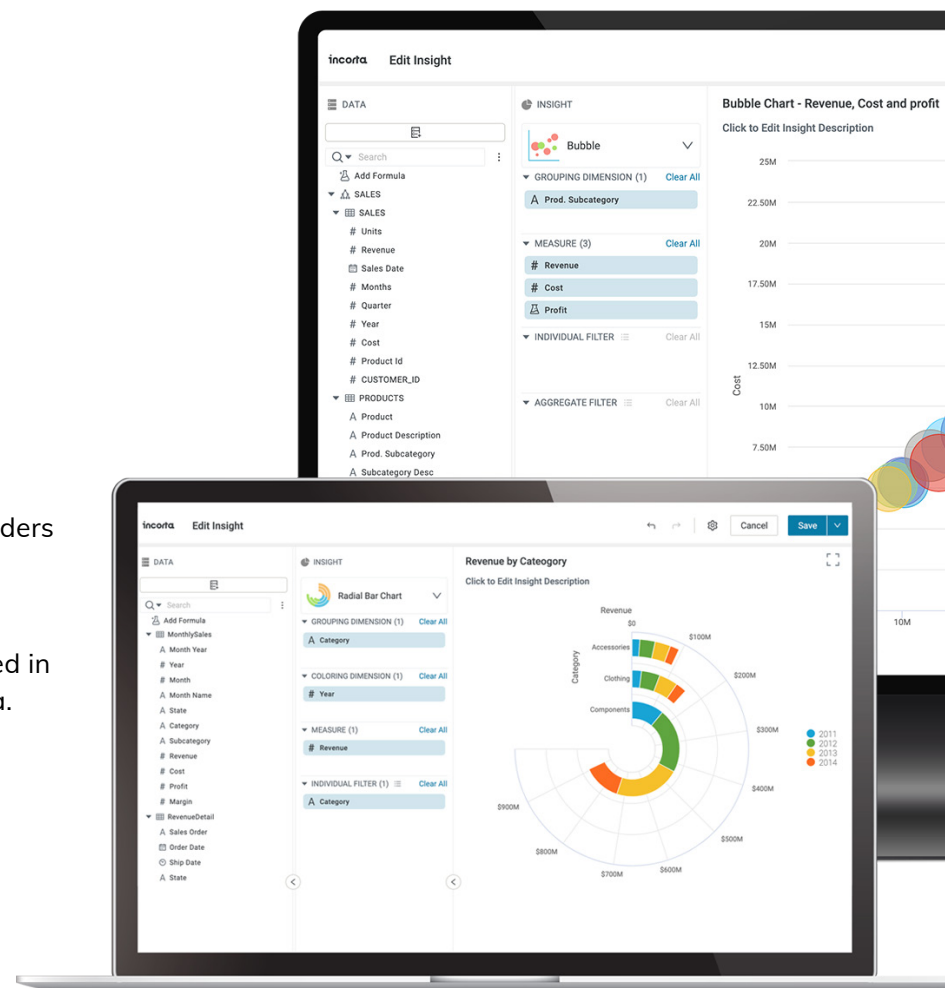 incorta Edit Insight
DATA
Search
Add Formula
SALES
SALES
# Units
# Revenue
Sales Date
# Months
# Quarter
# Year
# Cost
# Product Id
# CUSTOMER_ID
PRODUCTS
A Product
A Product Description
A Prod. Subcategory
A Subcategory Desc
INSIGHT
Bubble
GROUPING DIMENSION (1) Clear All
A Prod. Subcategory
MEASURE (3) Clear All
# Revenue
# Cost
Profit
INDIVIDUAL FILTER Clear All
AGGREGATE FILTER Clear All
Bubble Chart - Revenue, Cost and profit
Click to Edit Insight Description
25M
22.50M
20M
17.50M
15M
12.50M
Cost
10M
7.50M
10M
ders
ed in
.
incorta Edit Insight
Cancel Save
DATA
Search
Add Formula
MonthlySales
A Month Year
# Year
# Month
A Month Name
A State
A Category
A Subcategory
# Revenue
# Cost
# Profit
# Margin
RevenueDetail
A Sales Order
Order Date
Ship Date
A State
INSIGHT
Radial Bar Chart
GROUPING DIMENSION (1) Clear All
A Category
COLORING DIMENSION (1) Clear All
# Year
MEASURE (1) Clear All
# Revenue
INDIVIDUAL FILTER (1) Clear All
A Category
Revenue by Cateogory
Click to Edit Insight Description
Revenue
$0
$100M
$200M
$300M
$400M
$500M
$600M
$700M
$800M
$900M
Category
Accessories
Clothing
Components
2011
2012
2013
2014